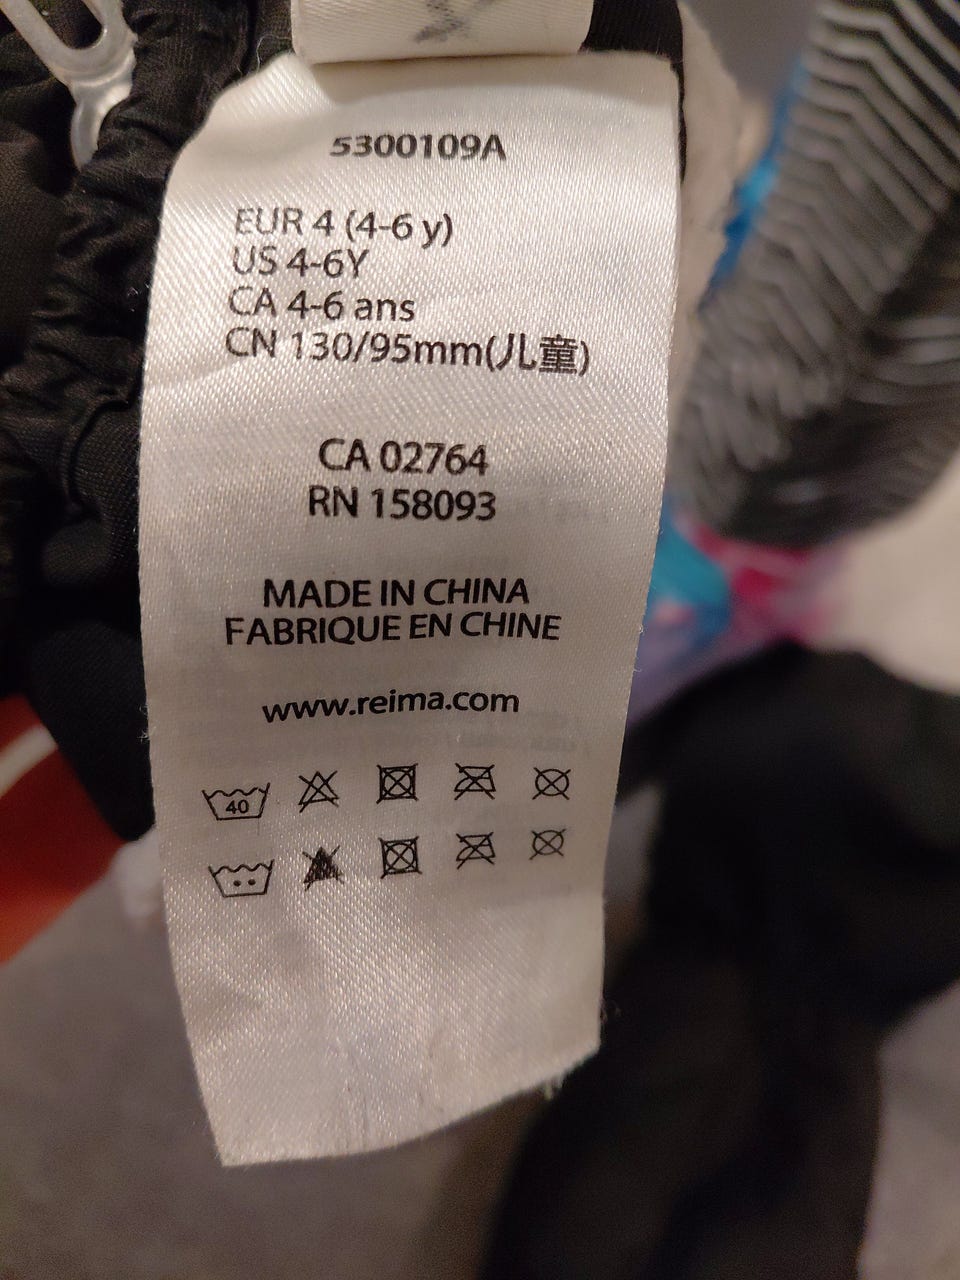 5300109A
EUR 4 (4-6 y)
US 4-6Y
CA 4-6 ans
CN 130/95mm(儿童)
CA 02764
RN 158093
MADE IN CHINA
FABRIQUE EN CHINE
www.reima.com
40